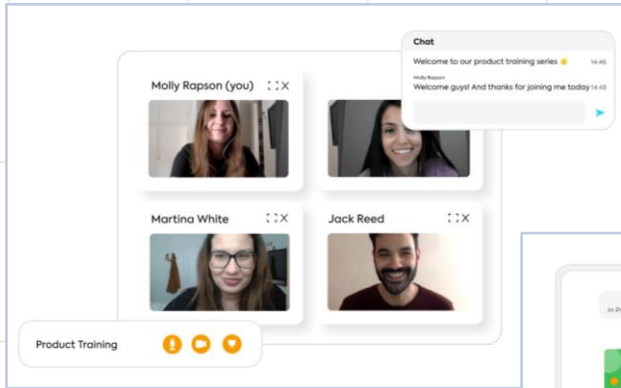 Chat
Welcome to our product training series 14:46
Molly Rapson
Welcome guys! And thanks for joining me today 14:48
Molly Rapson (you)
Martina White
Jack Reed
Product Training